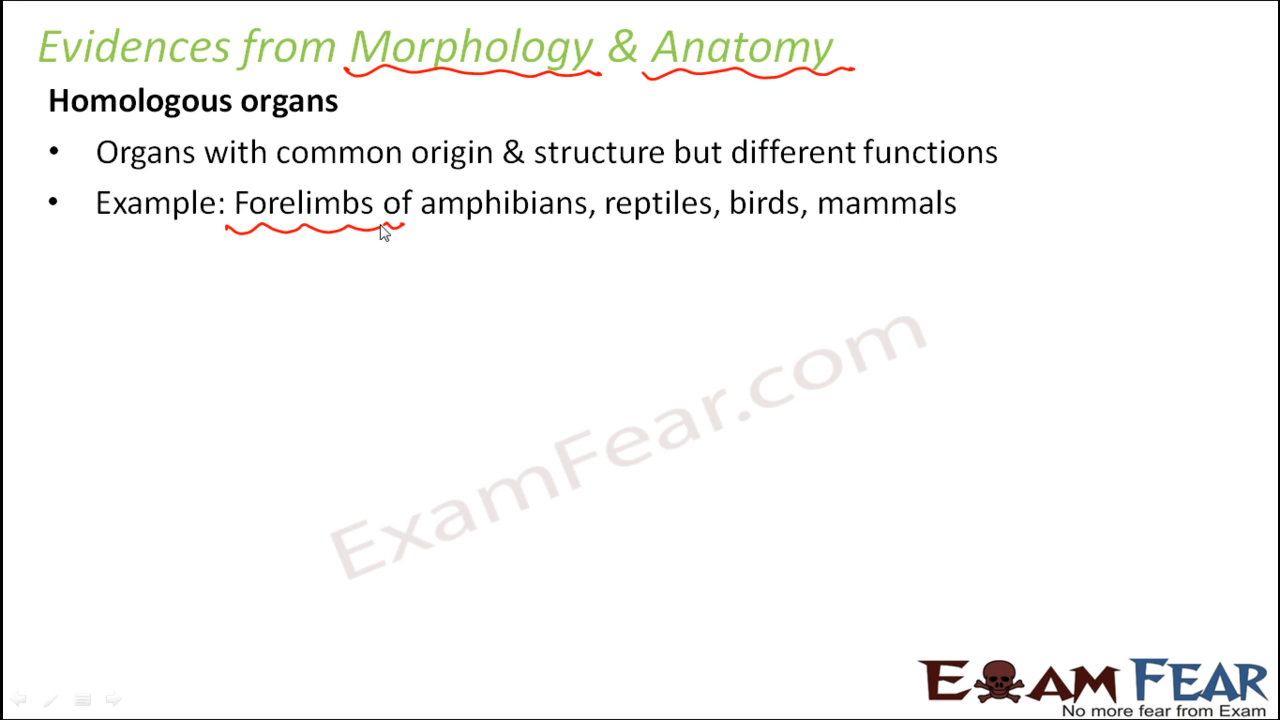 Evidences from Morphology & Anatomy
Homologous organs
• Organs with common origin & structure but different functions
• Example: Forelimbs of amphibians, reptiles, birds, mammals
ExamFear.com
EXAM FEAR
No more fear from Exam